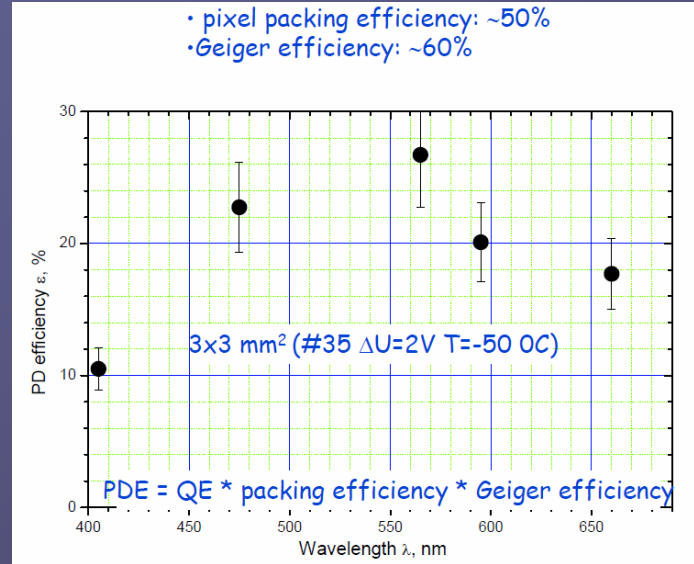 • pixel packing efficiency: ~50%
•Geiger efficiency: ~60%
30
20
10
0
PD efficiency ε, %
3x3 mm² (#35 ΔU=2V T=-50 0C)
PDE = QE * packing efficiency * Geiger efficiency
400 450 500 550 600 650
Wavelength λ, nm